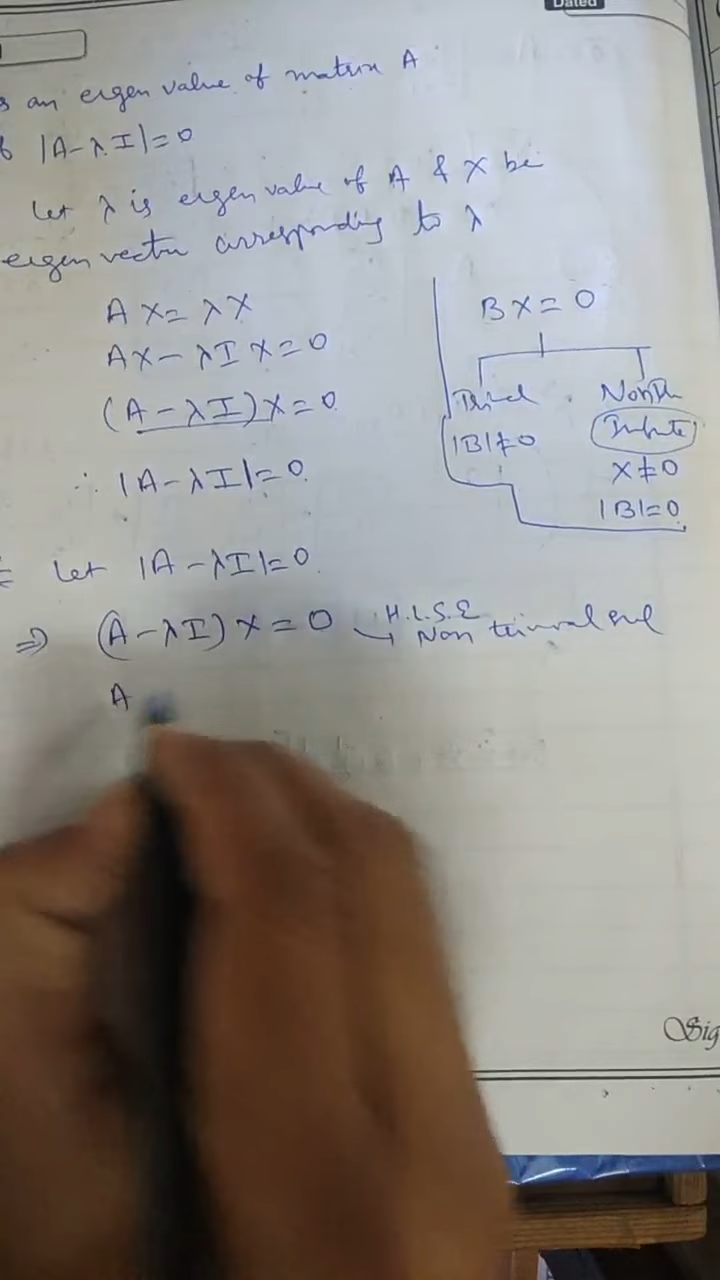 Dated
s an eigen value of matrix A
|A-λI|=0
Let λ is eigen value of A & X be
eigen vector corresponding to λ
AX=λX
AX-λIX=0
(A-λI)X=0
∴ |A-λI|=0
BX=0
Trivial
|B|≠0
Infinite
X≠0
|B|=0
Let |A-λI|=0
⇒ (A-λI)X=0 → H.L.S.E
Non trivial sol
A
Sig